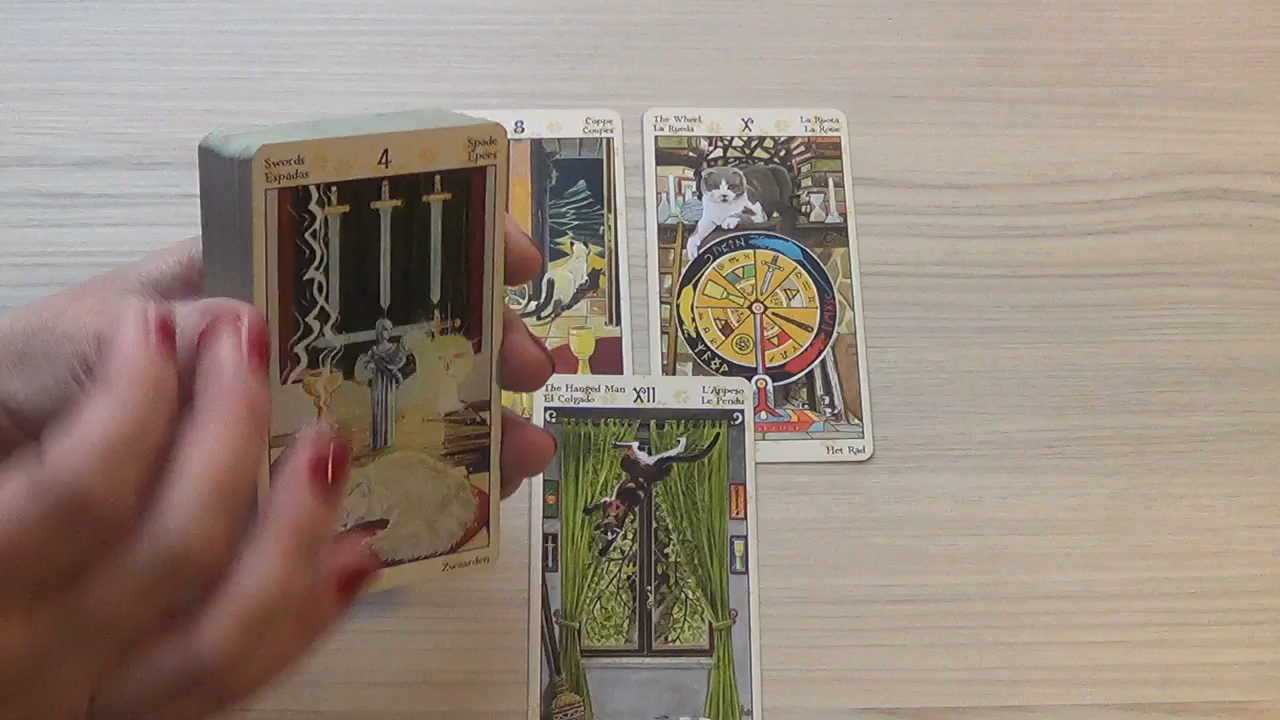 Swords
Espadas
4
Spade
Épées
Zwaarden
8
Coppe
Coupes
The Wheel
La Rueda
X
La Ruota
La Roue
Het Rad
The Hanged Man
El Colgado
XII
L'Appeso
Le Pendu